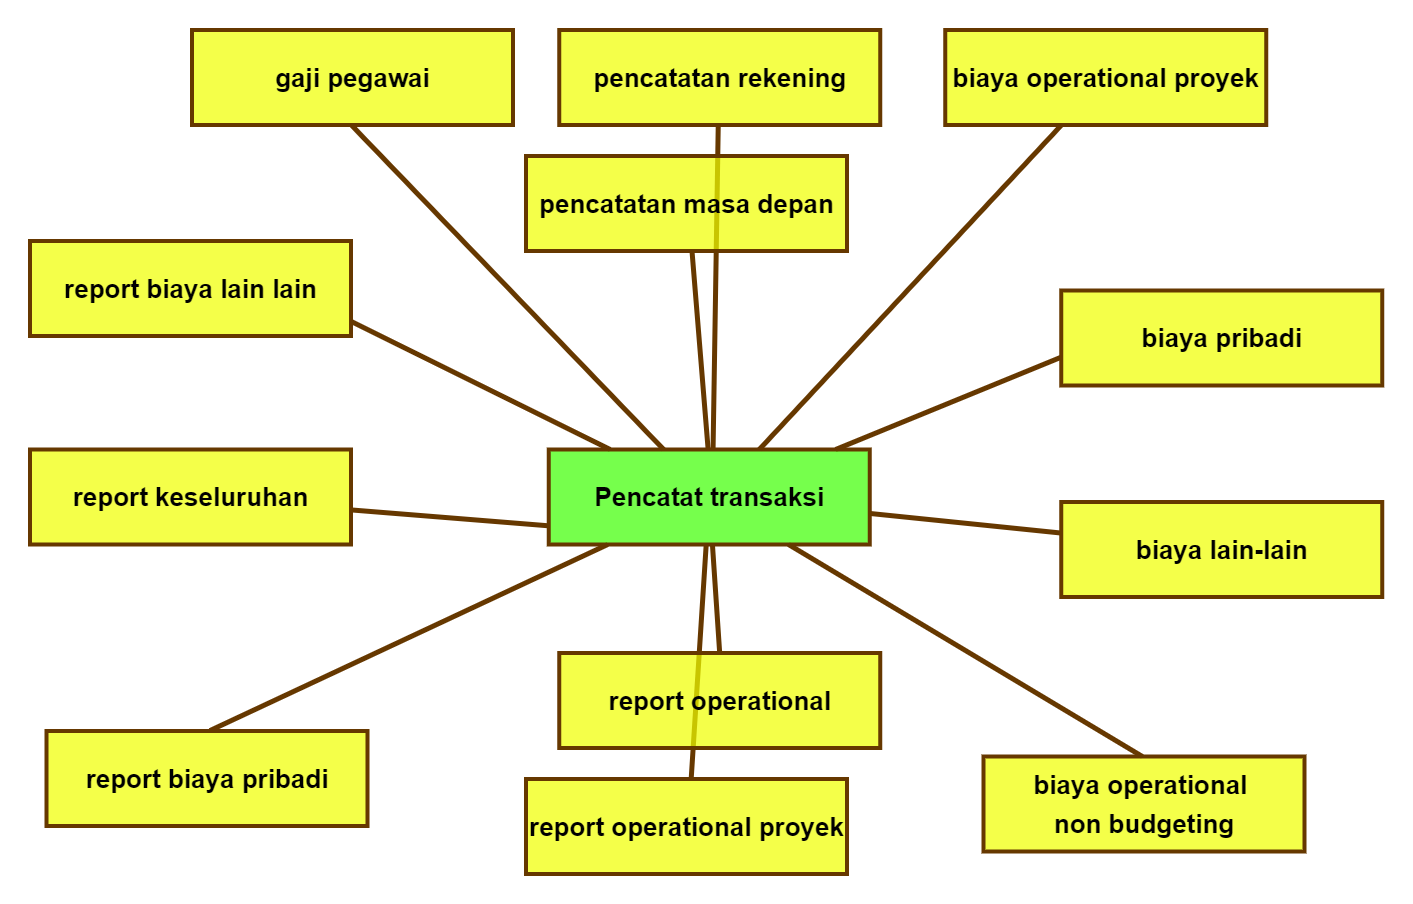 gaji pegawai
pencatatan rekening
biaya operational proyek
pencatatan masa depan
report biaya lain lain
biaya pribadi
report keseluruhan
Pencatat transaksi
biaya lain-lain
report operational
report biaya pribadi
report operational proyek
biaya operational
non budgeting